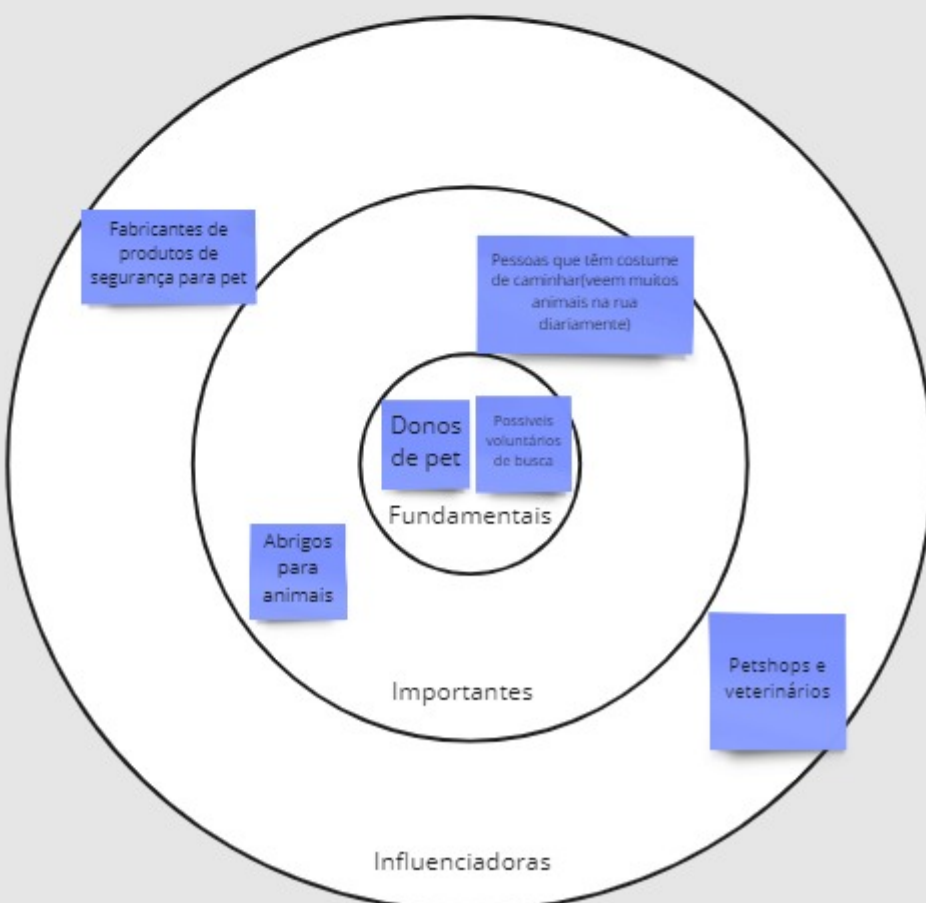 Fabricantes de
produtos de
segurança para pet
Pessoas que têm costume
de caminhar(veem muitos
animais na rua
diariamente)
Donos
de pet
Possiveis
voluntários
de busca
Fundamentais
Abrigos
para
animais
Petshops e
veterinários
Importantes
Influenciadoras